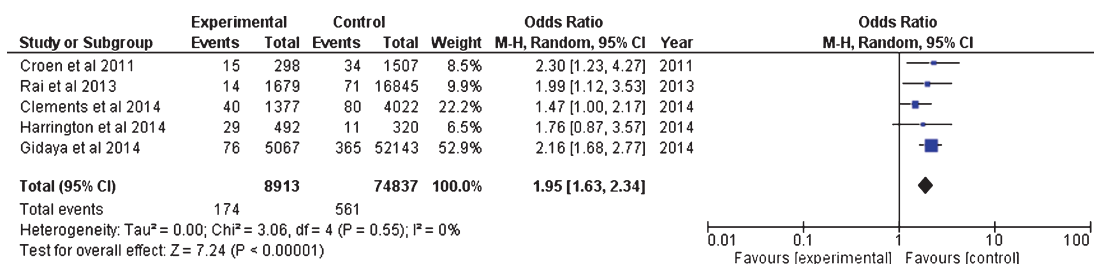 Experimental Control Odds Ratio Odds Ratio
Study or Subgroup Events Total Events Total Weight M-H, Random, 95% CI Year M-H, Random, 95% CI
Croen et al 2011 15 298 34 1507 8.5% 2.30 [1.23, 4.27] 2011
Rai et al 2013 14 1679 71 16845 9.9% 1.99 [1.12, 3.53] 2013
Clements et al 2014 40 1377 80 4022 22.2% 1.47 [1.00, 2.17] 2014
Harrington et al 2014 29 492 11 320 6.5% 1.76 [0.87, 3.57] 2014
Gidaya et al 2014 76 5067 365 52143 52.9% 2.16 [1.68, 2.77] 2014
Total (95% CI) 8913 74837 100.0% 1.95 [1.63, 2.34]
Total events 174 561
Heterogeneity: Tau² = 0.00; Chi² = 3.06, df = 4 (P = 0.55); I² = 0%
Test for overall effect: Z = 7.24 (P < 0.00001)
0.01 0.1 1 10 100
Favours [experimental] Favours [control]